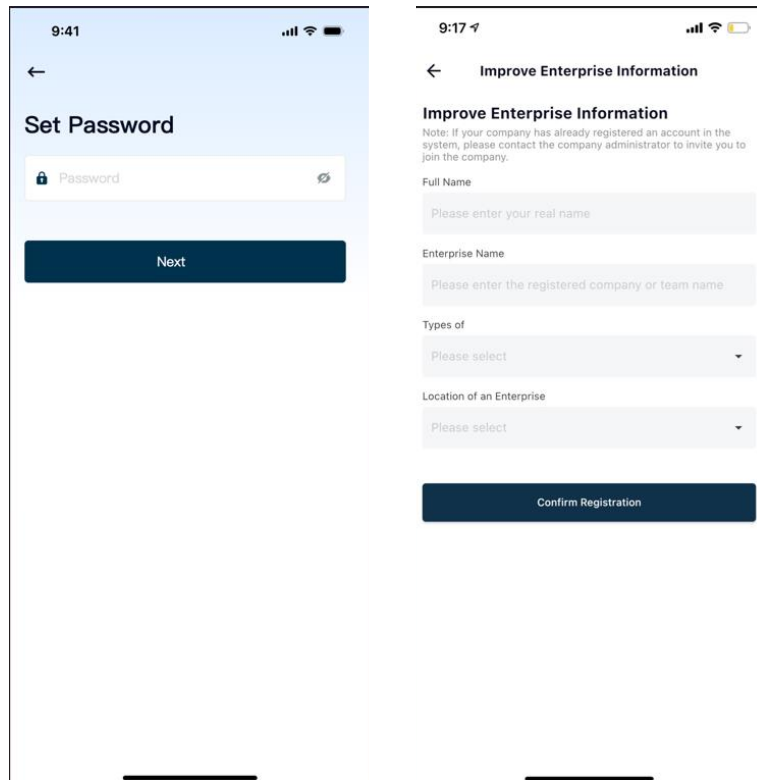 9:41
Set Password
Password
Next
9:17
Improve Enterprise Information
Improve Enterprise Information
Note: If your company has already registered an account in the
system, please contact the company administrator to invite you to
join the company.
Full Name
Please enter your real name
Enterprise Name
Please enter the registered company or team name
Types of
Please select
Location of an Enterprise
Please select
Confirm Registration